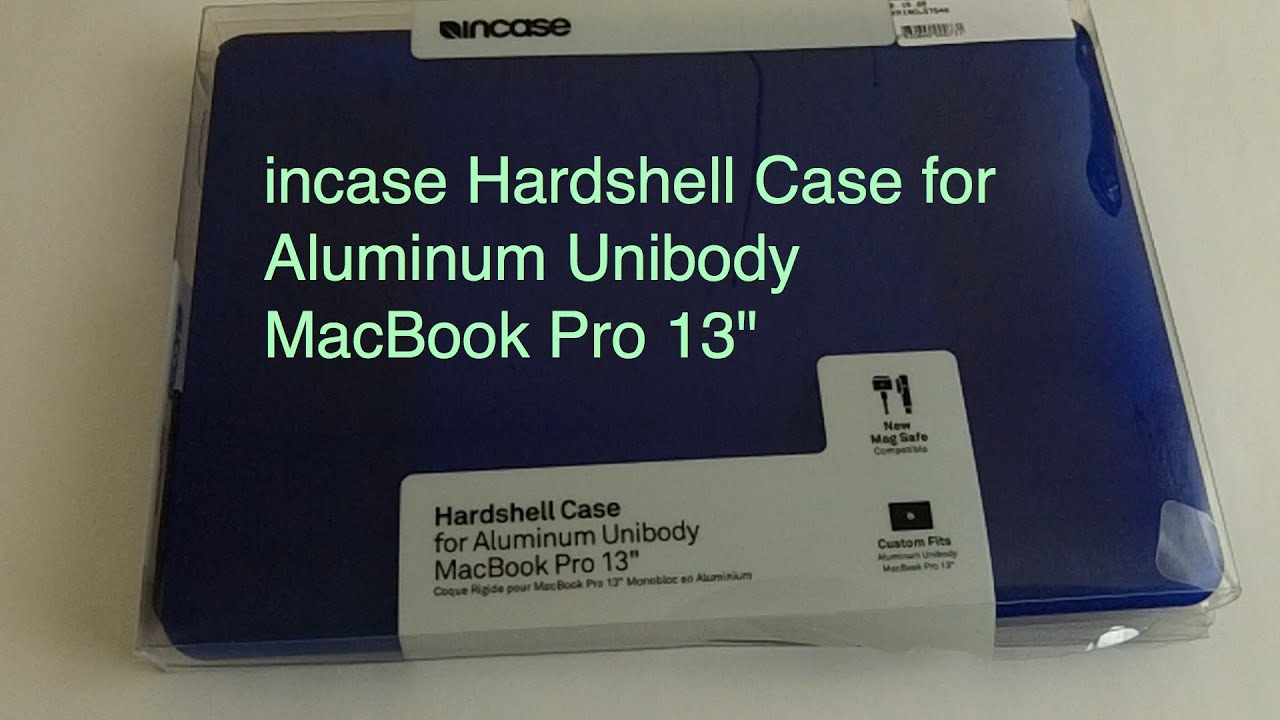 incase
incase Hardshell Case for
Aluminum Unibody
MacBook Pro 13"
New
Mag Safe
Compatible
Hardshell Case
for Aluminum Unibody
MacBook Pro 13"
Coque Rigide pour MacBook Pro 13" Monobloc en Aluminium
Custom Fits
Aluminum Unibody
MacBook Pro 13"